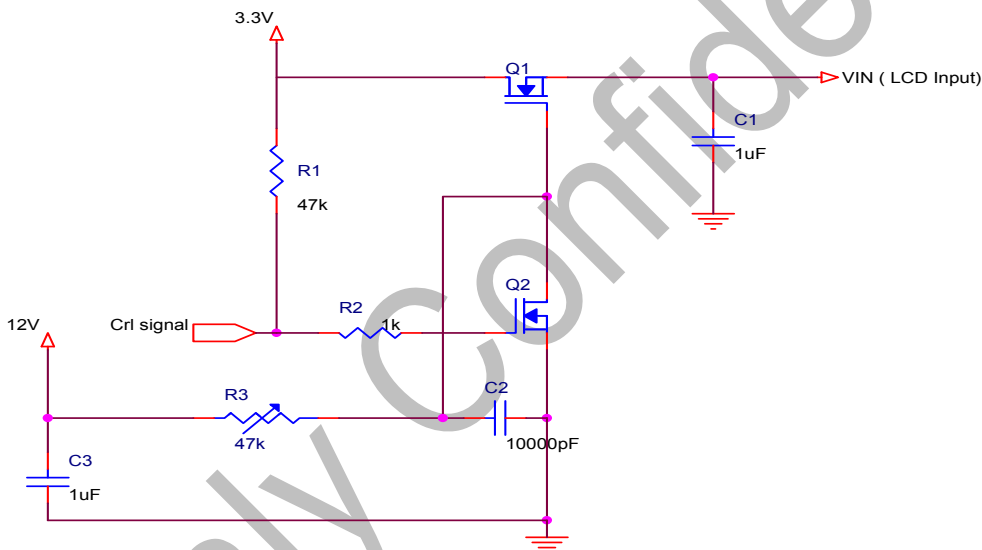 3.3V
Q1
VIN ( LCD Input)
C1
1uF
R1
47k
Q2
R2
1k
12V
Crl signal
R3
47k
C2
10000pF
C3
1uF